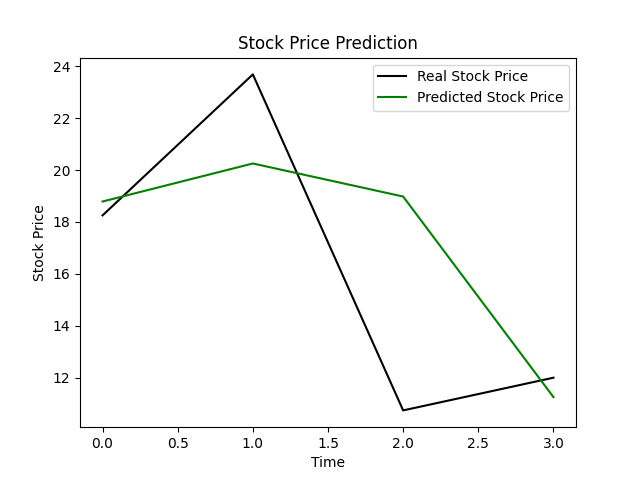 Stock Price Prediction
Real Stock Price
Predicted Stock Price
Stock Price
24
22
20
18
16
14
12
0.0 0.5 1.0 1.5 2.0 2.5 3.0
Time